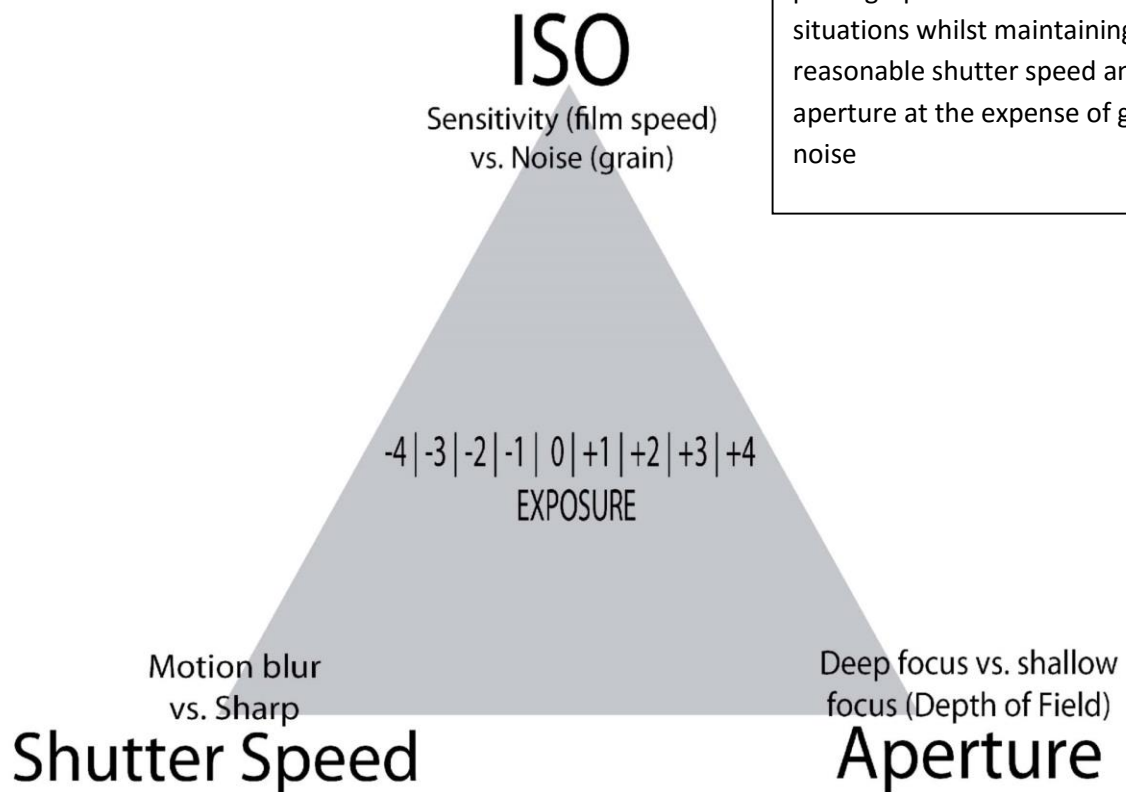 ISO
Sensitivity (film speed)
vs. Noise (grain)
situations whilst maintaining
reasonable shutter speed
aperture at the expense of
noise
-4|-3|-2|-1| 0|+1|+2|+3|+4
EXPOSURE
Motion blur
vs. Sharp
Shutter Speed
Deep focus vs. shallow
focus (Depth of Field)
Aperture